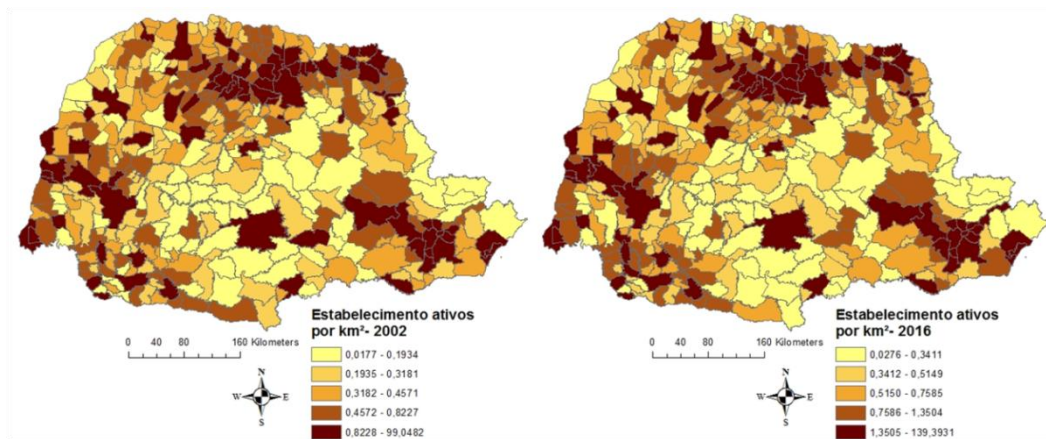 Estabelecimento ativos
por km²- 2002
0 40 80 160 Kilometers
0,0177 - 0,1934
0,1935 - 0,3181
0,3182 - 0,4571
0,4572 - 0,8227
0,8228 - 99,0482
N
W E
S
Estabelecimento ativos
por km²- 2016
0 40 80 160 Kilometers
0,0276 - 0,3411
0,3412 - 0,5149
0,5150 - 0,7585
0,7586 - 1,3504
1,3505 - 139,3931
N
W E
S